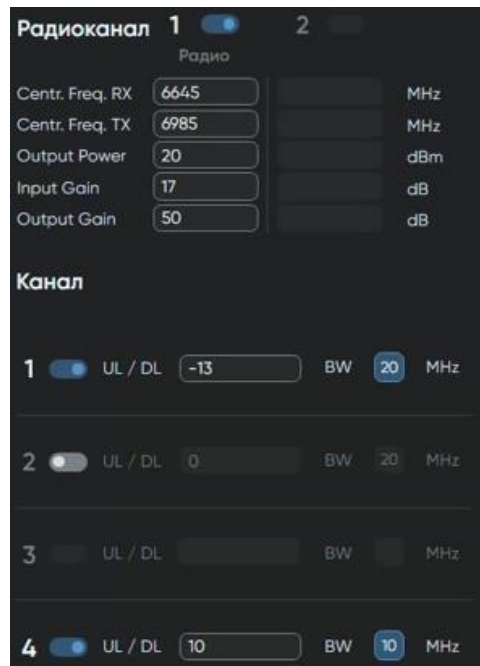 Радиоканал 1 2
Радио
Centr. Freq. RX 6645 MHz
Centr. Freq. TX 6985 MHz
Output Power 20 dBm
Input Gain 17 dB
Output Gain 50 dB
Канал
1 UL / DL -13 BW 20 MHz
2 UL / DL 0 BW 20 MHz
3 UL / DL BW MHz
4 UL / DL 10 BW 10 MHz